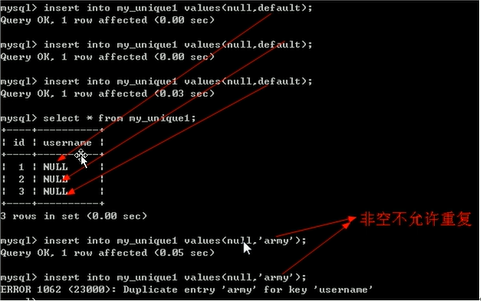 mysql> insert into my_unique1 values(null,default);
Query OK, 1 row affected (0.00 sec)
mysql> insert into my_unique1 values(null,default);
Query OK, 1 row affected (0.00 sec)
mysql> insert into my_unique1 values(null,default);
Query OK, 1 row affected (0.03 sec)
mysql> select * from my_unique1;
+----+----------+
| id | username |
+----+----------+
| 1 | NULL |
| 2 | NULL |
| 3 | NULL |
+----+----------+
3 rows in set (0.00 sec)
非空不允许重复
mysql> insert into my_unique1 values(null,'army');
Query OK, 1 row affected (0.05 sec)
mysql> insert into my_unique1 values(null,'army');
ERROR 1062 (23000): Duplicate entry 'army' for key 'username'